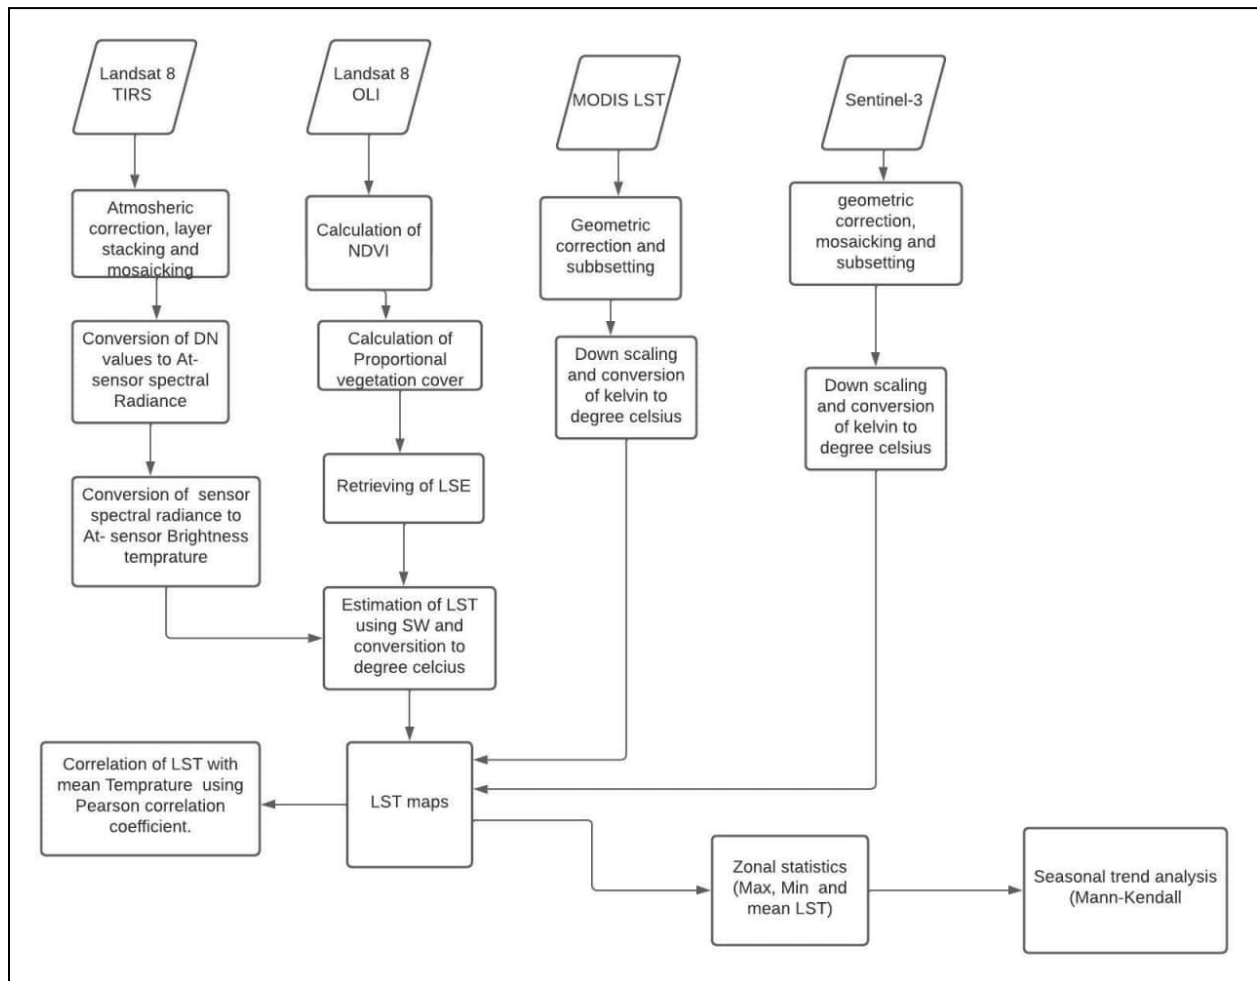 Landsat 8
TIRS
Landsat 8
OLI
MODIS LST
Sentinel-3
Atmosheric
correction, layer
stacking and
mosaicking
Calculation of
NDVI
Geometric
correction and
subbsetting
geometric
correction,
mosaicking and
subsetting
Conversion of DN
values to At-
sensor spectral
Radiance
Calculation of
Proportional
vegetation cover
Down scaling
and conversion
of kelvin to
degree celsius
Down scaling
and conversion
of kelvin to
degree celsius
Conversion of sensor
spectral radiance to
At- sensor Brightness
temprature
Retrieving of LSE
Estimation of LST
using SW and
conversition to
degree celcius
Correlation of LST with
mean Temprature using
Pearson correlation
coefficient.
LST maps
Zonal statistics
(Max, Min and
mean LST)
Seasonal trend analysis
(Mann-Kendall